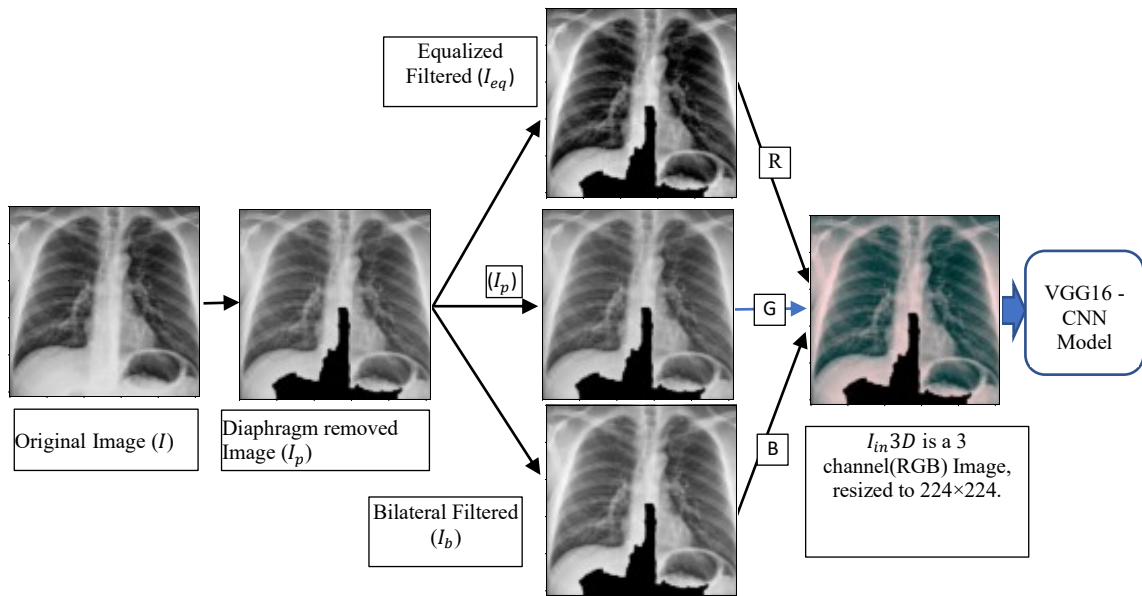 Equalized
Filtered (I_eq)
R
(I_p)
G
VGG16 -
CNN
Model
Original Image (I)
Diaphragm removed
Image (I_p)
B
I_in3D is a 3
channel(RGB) Image,
resized to 224×224.
Bilateral Filtered
(I_b)